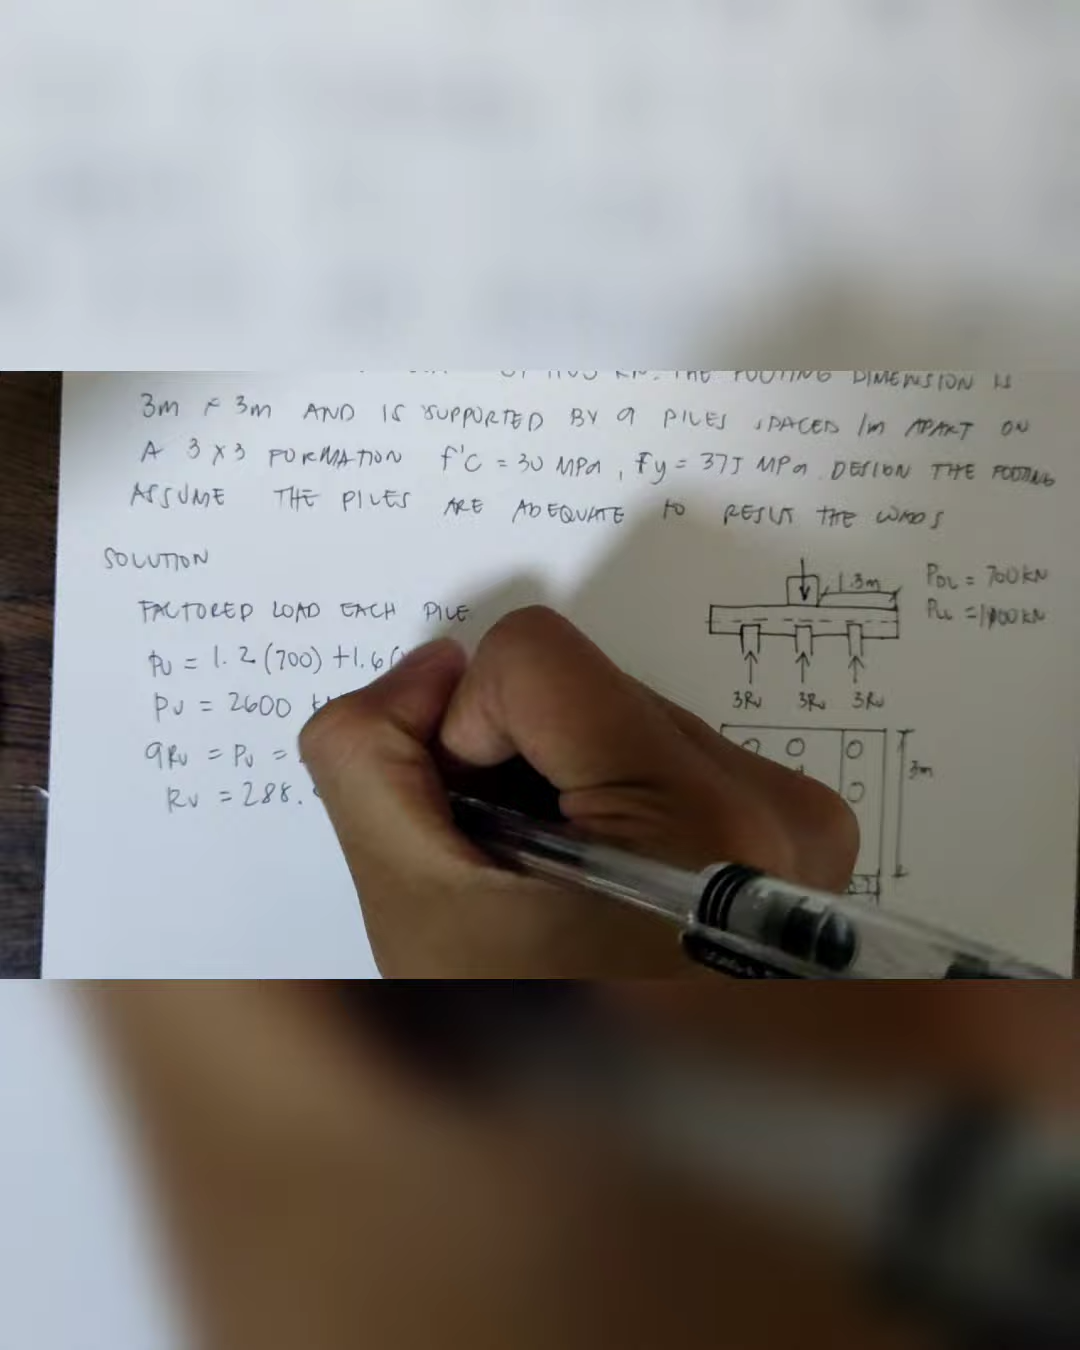 THE FOOTING DIMENSION IS
3m × 3m AND IS SUPPORTED BY 9 PILES SPACED 1m APART ON
A 3 X 3 FORMATION f'c = 30 MPa, Fy = 375 MPa. DESIGN THE FOOTING
ASSUME THE PILES ARE ADEQUATE TO RESIST THE LOADS
SOLUTION
FACTORED LOAD EACH PILE
PU = 1.2 (700) + 1.6(
PU = 2600
9RU = PU =
RU = 288.
1.3m
PDL = 700 KN
PLL = 1100 KN
3RU 3RU 3RU
3m